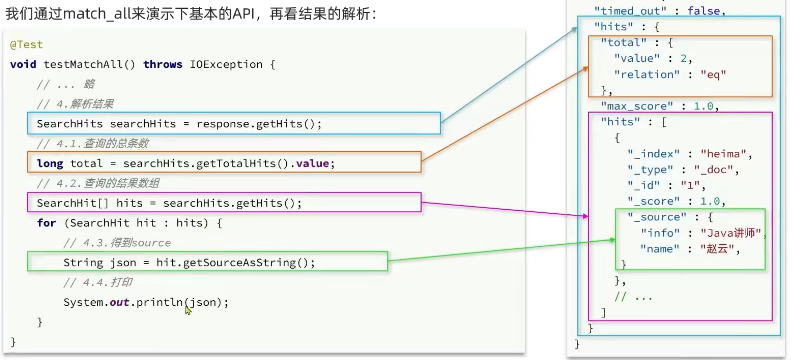 我们通过match_all来演示下基本的API，再看结果的解析：
@Test
void testMatchAll() throws IOException {
// ... 略
// 4.解析结果
SearchHits searchHits = response.getHits();
// 4.1.查询的总条数
long total = searchHits.getTotalHits().value;
// 4.2.查询的结果数组
SearchHit[] hits = searchHits.getHits();
for (SearchHit hit : hits) {
// 4.3.得到source
String json = hit.getSourceAsString();
// 4.4.打印
System.out.println(json);
}
}
"timed_out" : false,
"hits" : {
"total" : {
"value" : 2,
"relation" : "eq"
},
"max_score" : 1.0,
"hits" : [
{
"_index" : "heima",
"_type" : "_doc",
"_id" : "1",
"_score" : 1.0,
"_source" : {
"info" : "Java讲师",
"name" : "赵云",
}
},
// ...
]
}
}